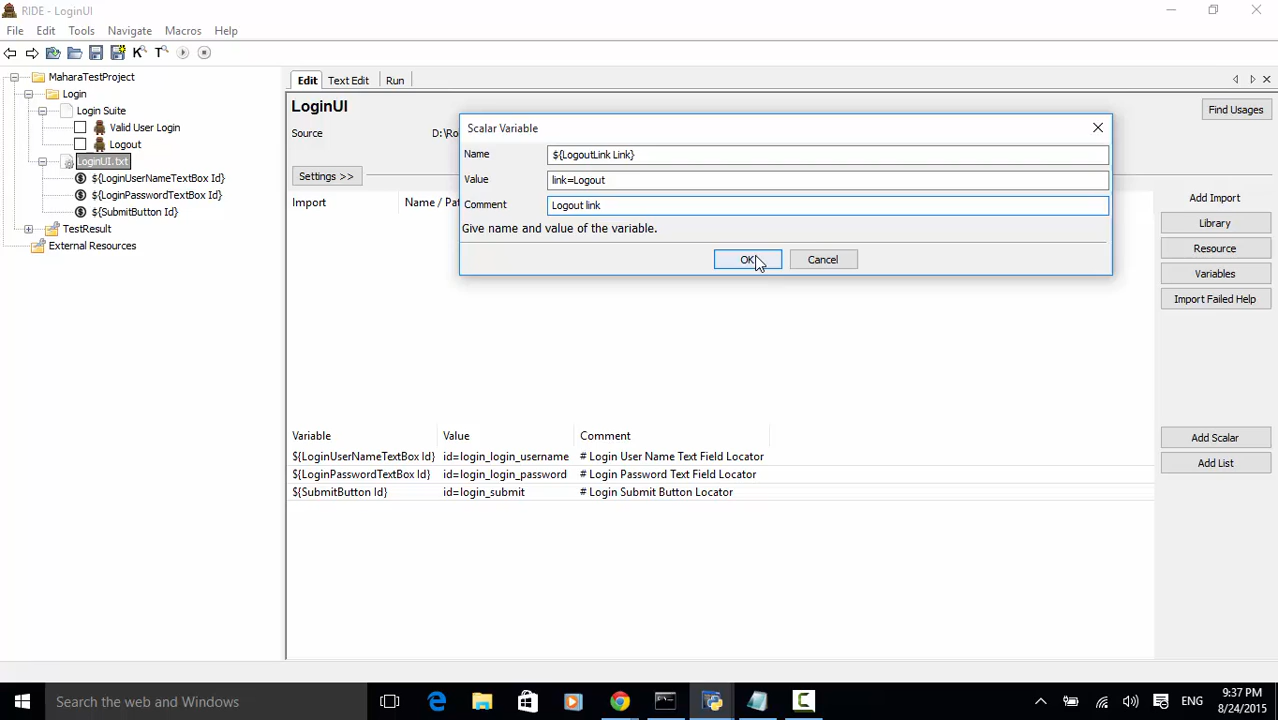 RIDE - LoginUI
File Edit Tools Navigate Macros Help
MaharaTestProject
Login
Login Suite
Valid User Login
Logout
LoginUI.txt
${LoginUserNameTextBox Id}
${LoginPasswordTextBox Id}
${SubmitButton Id}
TestResult
External Resources
Edit Text Edit Run
LoginUI
Find Usages
Source D:\Ro
Settings >>
Import Name / Pat
Scalar Variable
Name ${LogoutLink Link}
Value link=Logout
Comment Logout link
Give name and value of the variable.
OK Cancel
Add Import
Library
Resource
Variables
Import Failed Help
Variable Value Comment
${LoginUserNameTextBox Id} id=login_login_username # Login User Name Text Field Locator
${LoginPasswordTextBox Id} id=login_login_password # Login Password Text Field Locator
${SubmitButton Id} id=login_submit # Login Submit Button Locator
Add Scalar
Add List
Search the web and Windows
ENG
9:37 PM
8/24/2015